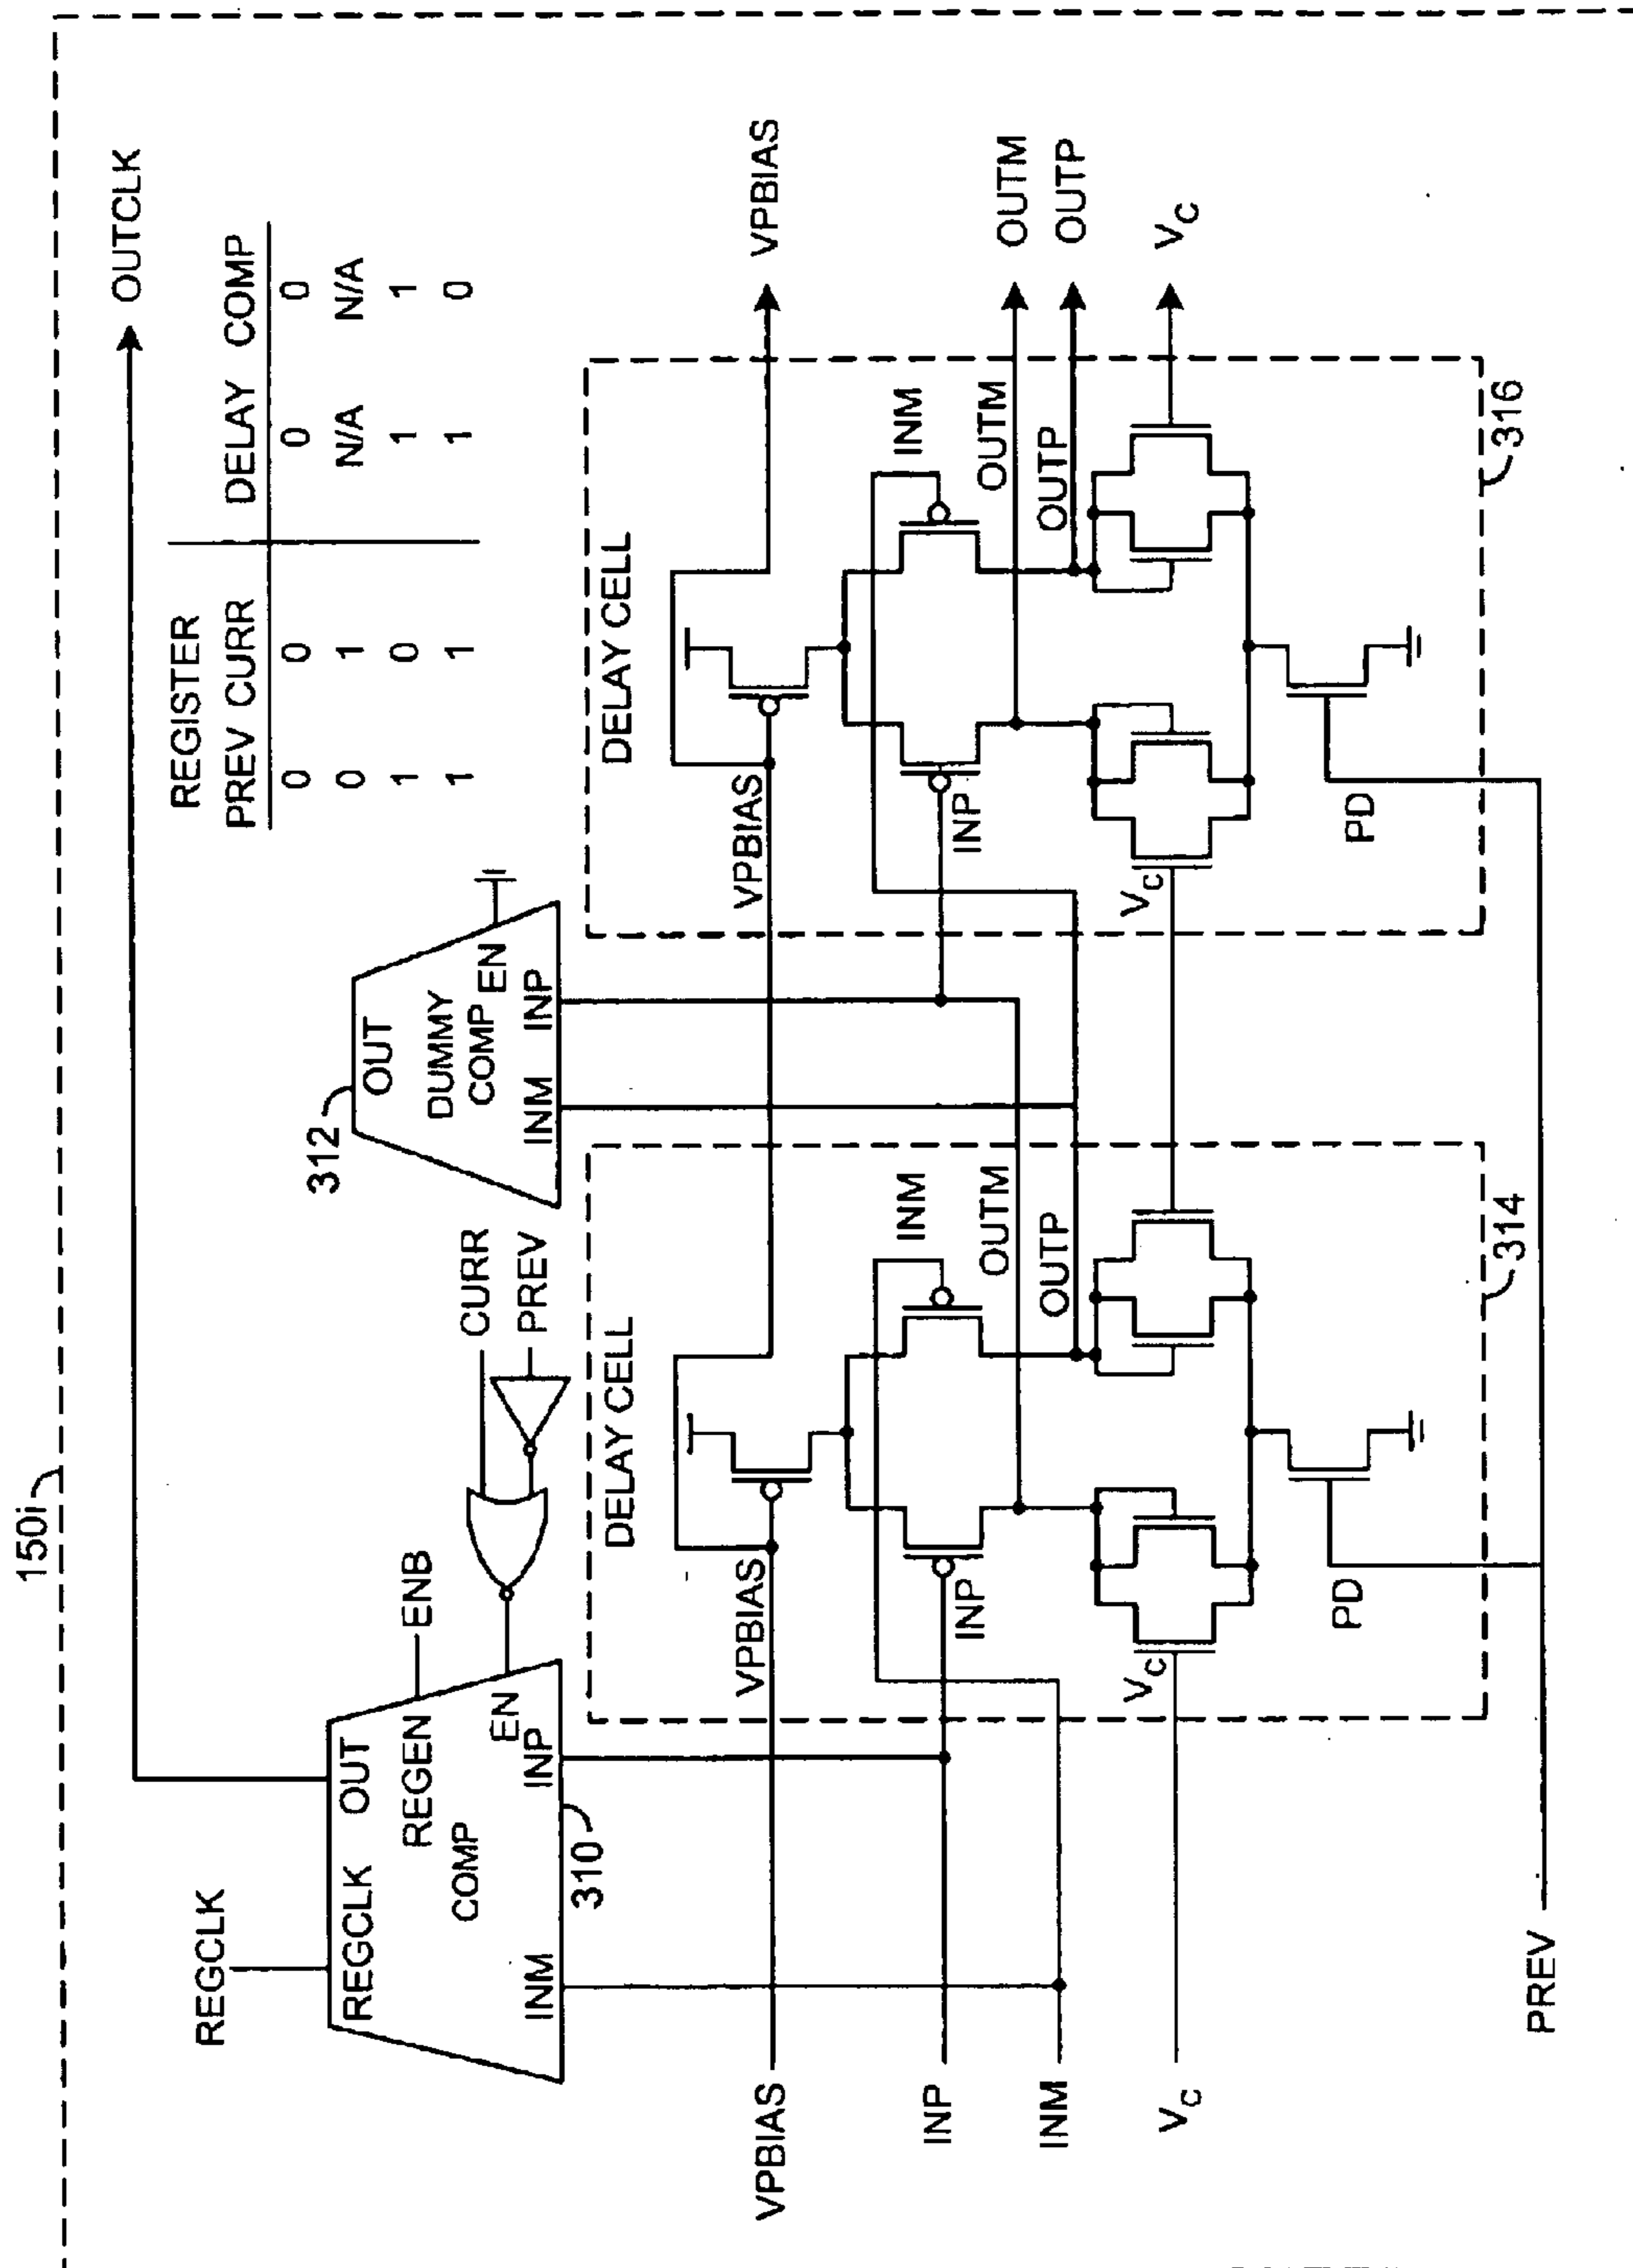 150i
REGCLK
OUTCLK
REGCLK OUT
REGEN
ENB
COMP
EN
INM INP
310
CURR
PREV
312
OUT
DUMMY
COMP EN
INM INP
REGISTER
PREV CURR DELAY COMP
0 0 0 0
0 1 N/A N/A
1 0 1 1
1 1 1 0
DELAY CELL
VPBIAS
INP
INM
OUTM
OUTP
VC
PD
314
DELAY CELL
VPBIAS
INP
INM
OUTM
OUTP
VC
PD
316
VPBIAS
INP
INM
VC
PREV
VPBIAS
OUTM
OUTP
VC